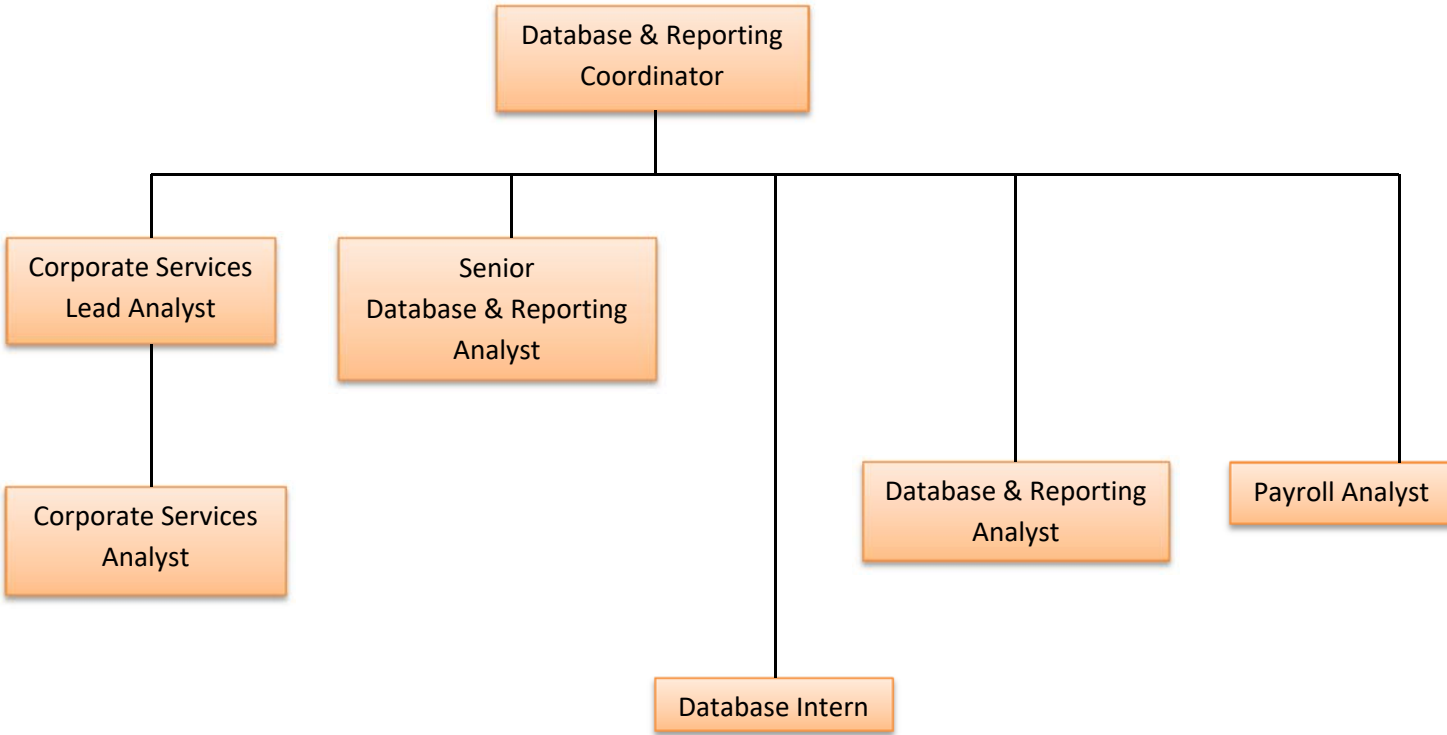 Database & Reporting
Coordinator
Corporate Services
Lead Analyst
Senior
Database & Reporting
Analyst
Corporate Services
Analyst
Database & Reporting
Analyst
Payroll Analyst
Database Intern